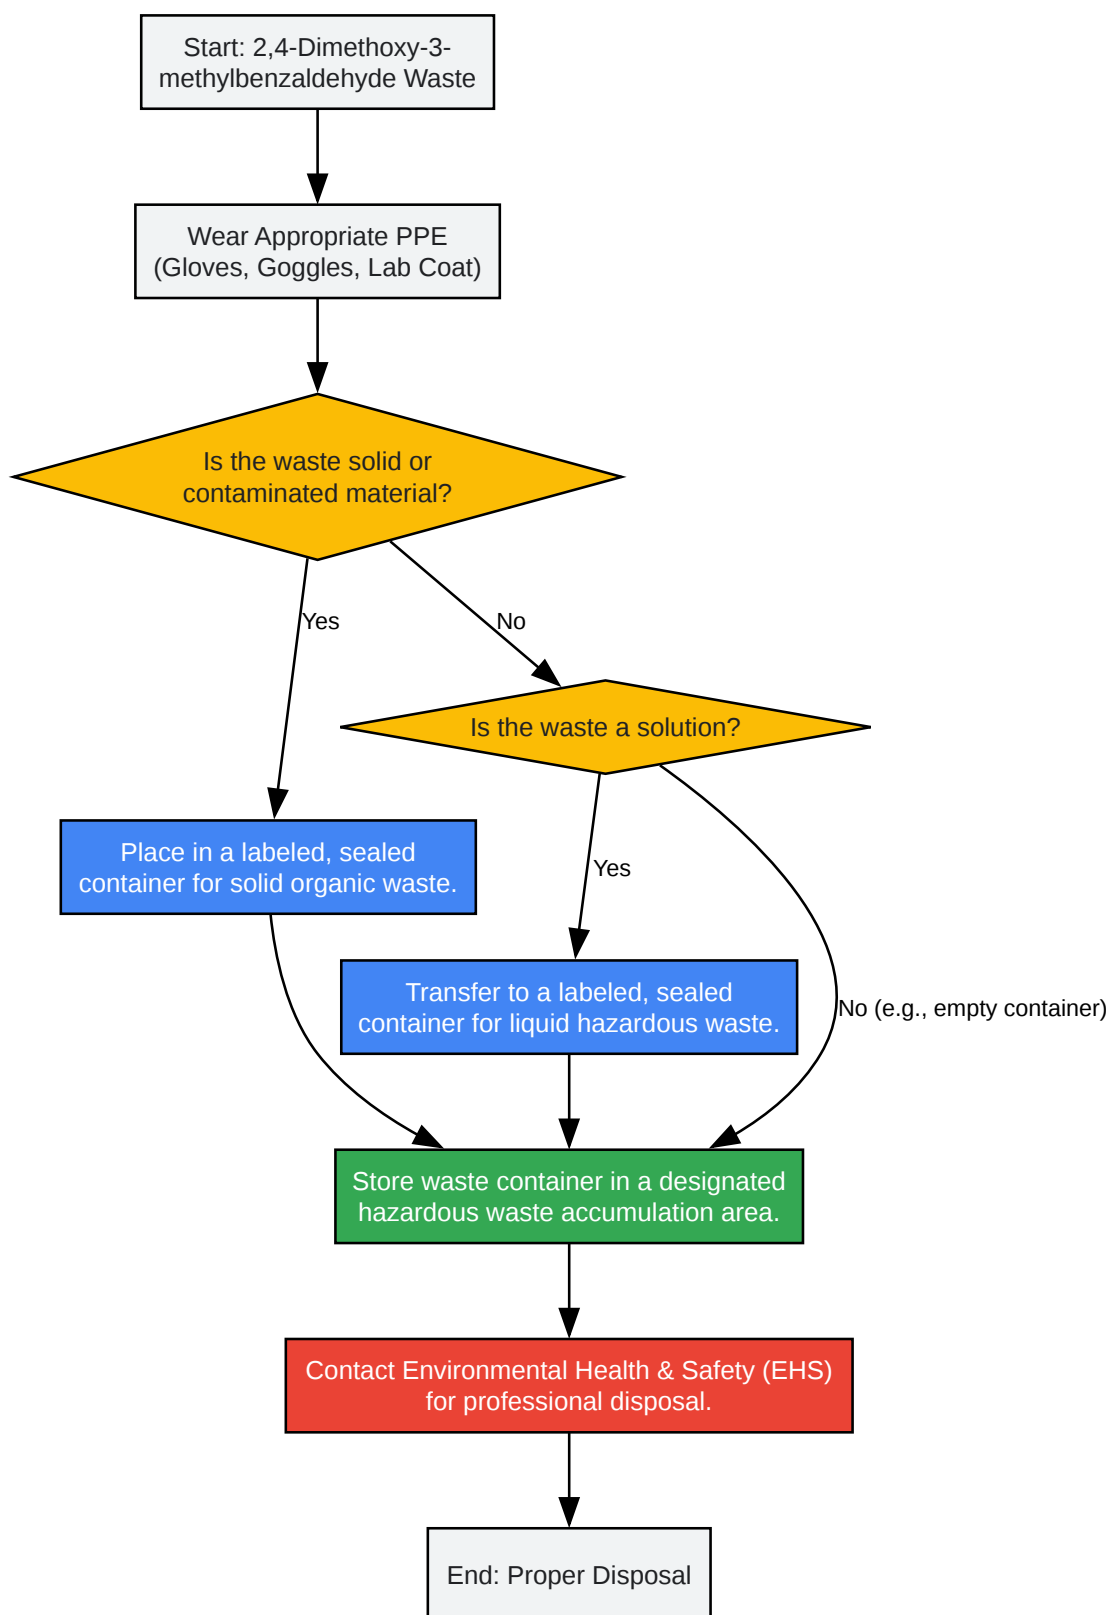 Start: 2,4-Dimethoxy-3-
methylbenzaldehyde Waste
Wear Appropriate PPE
(Gloves, Goggles, Lab Coat)
Is the waste solid or
contaminated material?
Yes
No
Is the waste a solution?
Place in a labeled, sealed
container for solid organic waste.
Yes
Transfer to a labeled, sealed
container for liquid hazardous waste.
No (e.g., empty container)
Store waste container in a designated
hazardous waste accumulation area.
Contact Environmental Health & Safety (EHS)
for professional disposal.
End: Proper Disposal